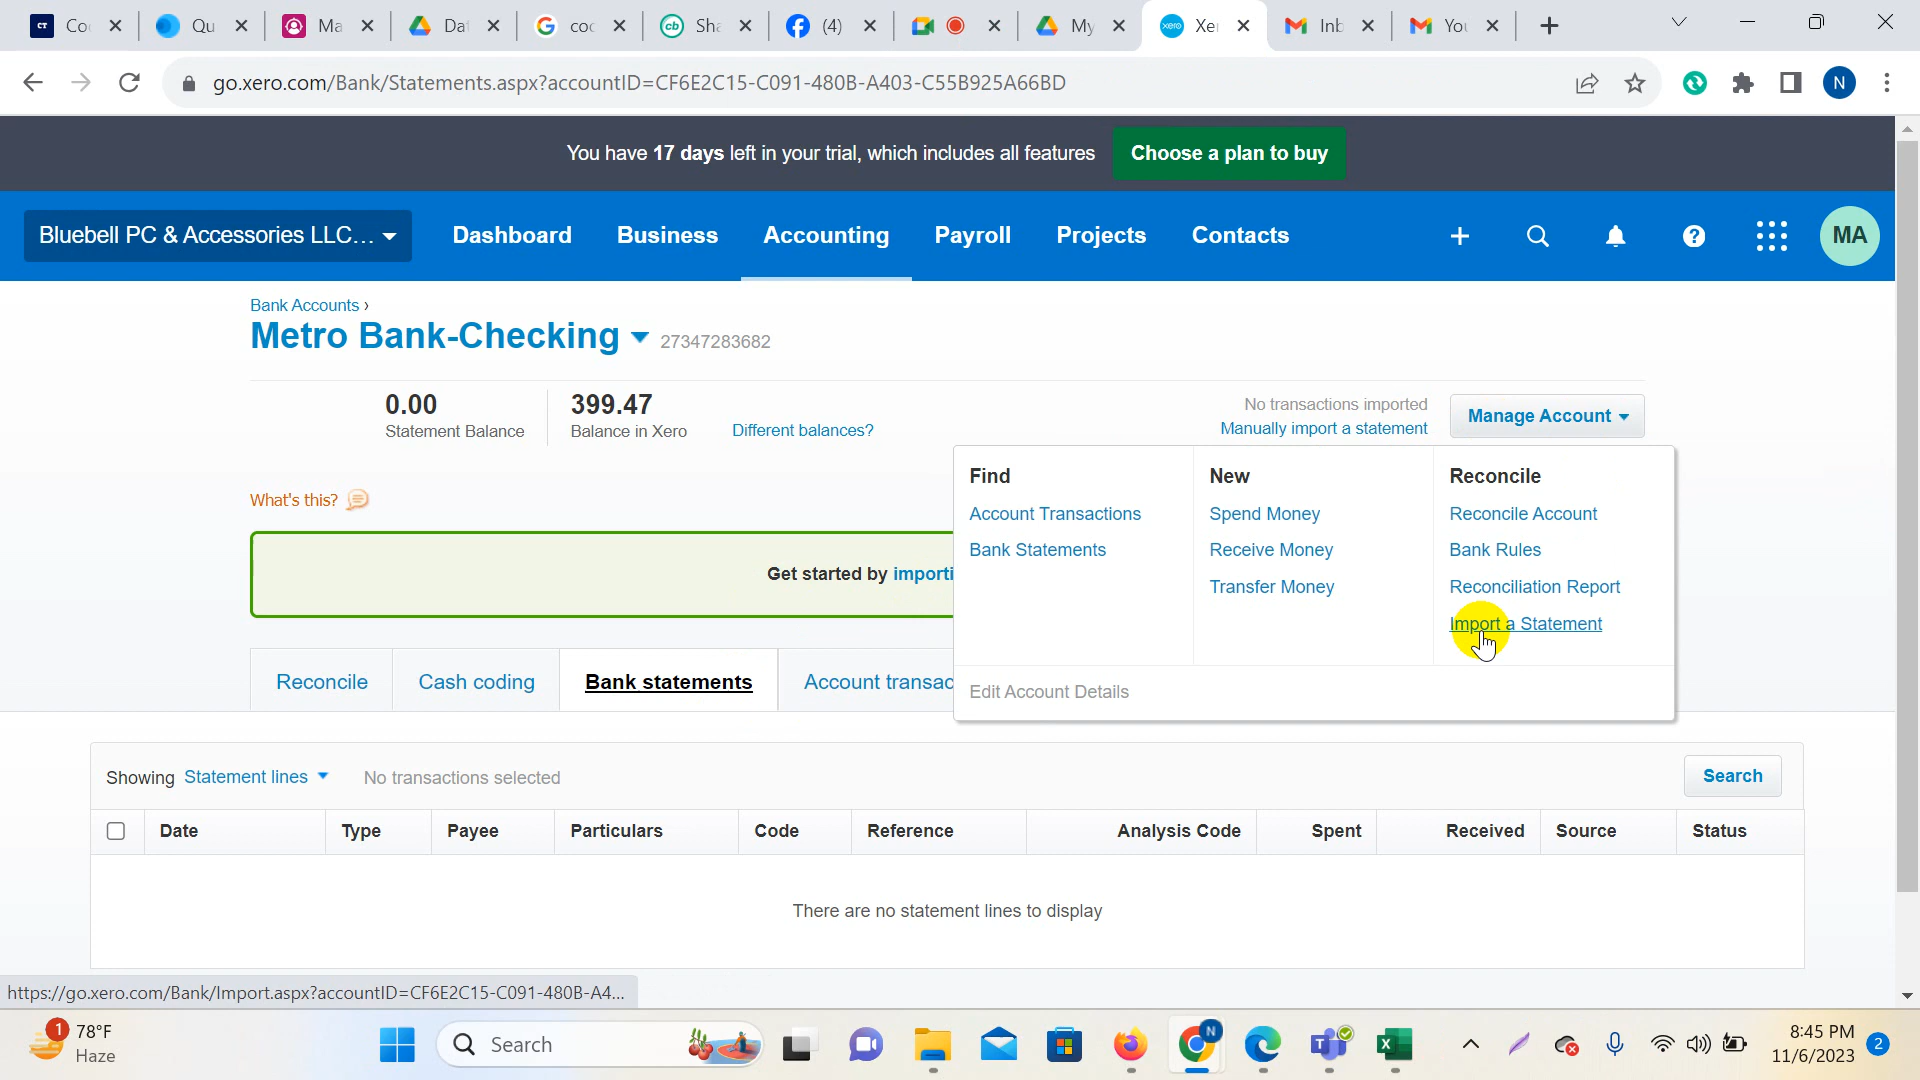 Co
Qu
Ma
Dat
coc
Sha
(4)
My
Xer
Inb
You
go.xero.com/Bank/Statements.aspx?accountID=CF6E2C15-C091-480B-A403-C55B925A66BD
N
You have 17 days left in your trial, which includes all features
Choose a plan to buy
Bluebell PC & Accessories LLC...
Dashboard
Business
Accounting
Payroll
Projects
Contacts
MA
Bank Accounts ›
Metro Bank-Checking 27347283682
0.00
Statement Balance
399.47
Balance in Xero
Different balances?
No transactions imported
Manually import a statement
Manage Account
What's this?
Get started by importi
Find
Account Transactions
Bank Statements
New
Spend Money
Receive Money
Transfer Money
Reconcile
Reconcile Account
Bank Rules
Reconciliation Report
Import a Statement
Edit Account Details
Reconcile
Cash coding
Bank statements
Account transac
Showing Statement lines
No transactions selected
Search
Date
Type
Payee
Particulars
Code
Reference
Analysis Code
Spent
Received
Source
Status
There are no statement lines to display
https://go.xero.com/Bank/Import.aspx?accountID=CF6E2C15-C091-480B-A4...
1
78°F
Haze
Search
N
8:45 PM
11/6/2023
2